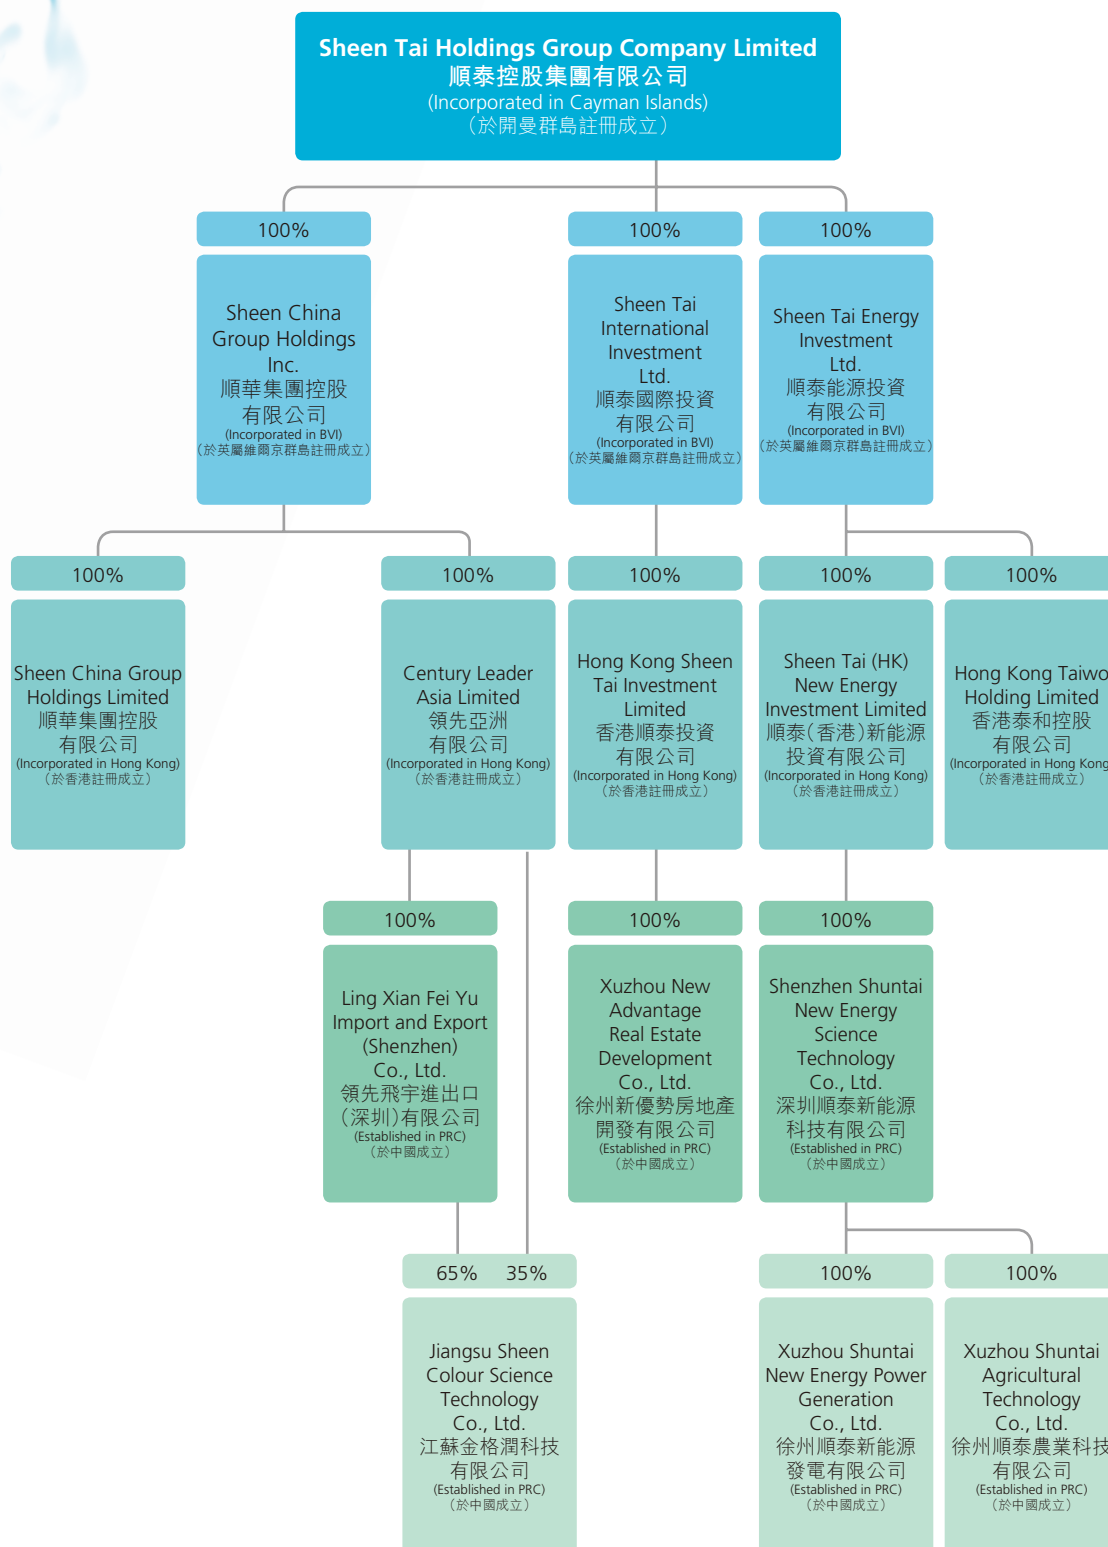 Sheen Tai Holdings Group Company Limited
順泰控股集團有限公司
(Incorporated in Cayman Islands)
（於開曼群島註冊成立）
100%
100%
100%
Sheen China
Group Holdings
Inc.
順華集團控股
有限公司
(Incorporated in BVI)
（於英屬維爾京群島註冊成立）
Sheen Tai
International
Investment
Ltd.
順泰國際投資
有限公司
(Incorporated in BVI)
（於英屬維爾京群島註冊成立）
Sheen Tai Energy
Investment
Ltd.
順泰能源投資
有限公司
(Incorporated in BVI)
（於英屬維爾京群島註冊成立）
100%
100%
100%
100%
100%
Sheen China Group
Holdings Limited
順華集團控股
有限公司
(Incorporated in Hong Kong)
（於香港註冊成立）
Century Leader
Asia Limited
領先亞洲
有限公司
(Incorporated in Hong Kong)
（於香港註冊成立）
Hong Kong Sheen
Tai Investment
Limited
香港順泰投資
有限公司
(Incorporated in Hong Kong)
（於香港註冊成立）
Sheen Tai (HK)
New Energy
Investment Limited
順泰（香港）新能源
投資有限公司
(Incorporated in Hong Kong)
（於香港註冊成立）
Hong Kong Taiwo
Holding Limited
香港泰和控股
有限公司
(Incorporated in Hong Kong
（於香港註冊成立）
100%
100%
100%
Ling Xian Fei Yu
Import and Export
(Shenzhen)
Co., Ltd.
領先飛宇進出口
（深圳）有限公司
(Established in PRC)
（於中國成立）
Xuzhou New
Advantage
Real Estate
Development
Co., Ltd.
徐州新優勢房地產
開發有限公司
(Established in PRC)
（於中國成立）
Shenzhen Shuntai
New Energy
Science
Technology
Co., Ltd.
深圳順泰新能源
科技有限公司
(Established in PRC)
（於中國成立）
65% 35%
100%
100%
Jiangsu Sheen
Colour Science
Technology
Co., Ltd.
江蘇金格潤科技
有限公司
(Established in PRC)
（於中國成立）
Xuzhou Shuntai
New Energy Power
Generation
Co., Ltd.
徐州順泰新能源
發電有限公司
(Established in PRC)
（於中國成立）
Xuzhou Shuntai
Agricultural
Technology
Co., Ltd.
徐州順泰農業科技
有限公司
(Established in PRC)
（於中國成立）